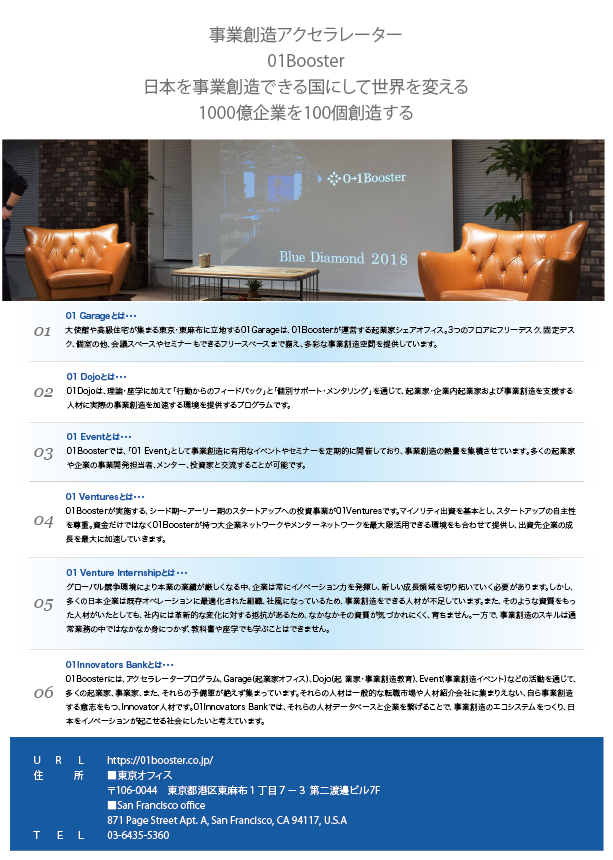 事業創造アクセラレーター
01Booster
日本を事業創造できる国にして世界を変える
1000億企業を100個創造する
0→1Booster
Blue Diamond 2018
01 Garageとは・・・
01
大使館や高級住宅が集まる東京・東麻布に立地する01Garageは、01Boosterが運営する起業家シェアオフィス。3つのフロアにフリーデスク、固定デス
ク、個室の他、会議スペースやセミナーもできるフリースペースまで揃え、多彩な事業創造空間を提供しています。
01 Dojoとは・・・
02
01Dojoは、理論・座学に加えて「行動からのフィードバック」と「個別サポート・メンタリング」を通じて、起業家・企業内起業家および事業創造を支援する
人材に実際の事業創造を加速する環境を提供するプログラムです。
01 Eventとは・・・
03
01Boosterでは、「01 Event」として事業創造に有用なイベントやセミナーを定期的に開催しており、事業創造の熱量を集積させています。多くの起業家
や企業の事業開発担当者、メンター、投資家と交流することが可能です。
01 Venturesとは・・・
04
01Boosterが実施する、シード期～アーリー期のスタートアップへの投資事業が01Venturesです。マイノリティ出資を基本とし、スタートアップの自主性
を尊重。資金だけではなく01Boosterが持つ大企業ネットワークやメンターネットワークを最大限活用できる環境をも合わせて提供し、出資先企業の成
長を最大に加速していきます。
01 Venture Internshipとは・・・
05
グローバル競争環境により本業の業績が厳しくなる中、企業は常にイノベーション力を発揮し、新しい成長領域を切り拓いていく必要があります。しかし、
多くの日本企業は既存オペレーションに最適化された組織、社風になっているため、事業創造をできる人材が不足しています。また、そのような資質をもっ
た人材がいたとしても、社内には革新的な変化に対する抵抗があるため、なかなかその資質が気づかれにくく、育ちません。一方で、事業創造のスキルは通
常業務の中ではなかなか身につかず、教科書や座学でも学ぶことはできません。
01Innovators Bankとは・・・
06
01Boosterには、アクセラレータープログラム、Garage(起業家オフィス)、Dojo(起 業家・事業創造教育)、Event(事業創造イベント)などの活動を通じて、
多くの起業家、事業家、また、それらの予備軍が絶えず集まっています。それらの人材は一般的な転職市場や人材紹介会社に集まりえない、自ら事業創造
する意志をもつ、Innovator人材です。01Innovators Bankでは、それらの人材データベースと企業を繋げることで、事業創造のエコシステムをつくり、日
本をイノベーションが起こせる社会にしたいと考えています。
URL https://01booster.co.jp/
住所 ■東京オフィス
〒106-0044 東京都港区東麻布１丁目７－３ 第二渡邊ビル7F
■San Francisco office
871 Page Street Apt. A, San Francisco, CA 94117, U.S.A
TEL 03-6435-5360